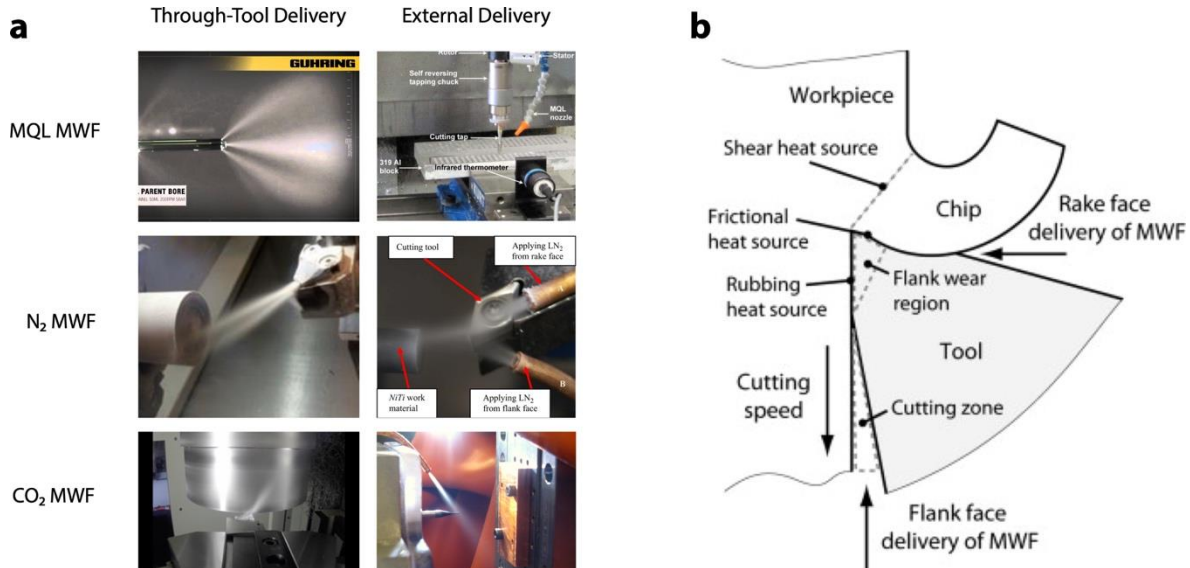 a
Through-Tool Delivery
External Delivery
MQL MWF
GUHRING
PARENT BORE
Rotor
Stator
Self reversing
tapping chuck
MQL
nozzle
Cutting tap
319 Al
block
Infrared thermometer
N₂ MWF
Cutting tool
Applying LN₂
from rake face
A
NiTi work
material
Applying LN₂
from flank face
B
CO₂ MWF
b
Workpiece
Shear heat source
Chip
Frictional
heat source
Rake face
delivery of MWF
Rubbing
heat source
Flank wear
region
Tool
Cutting
speed
Cutting zone
Flank face
delivery of MWF